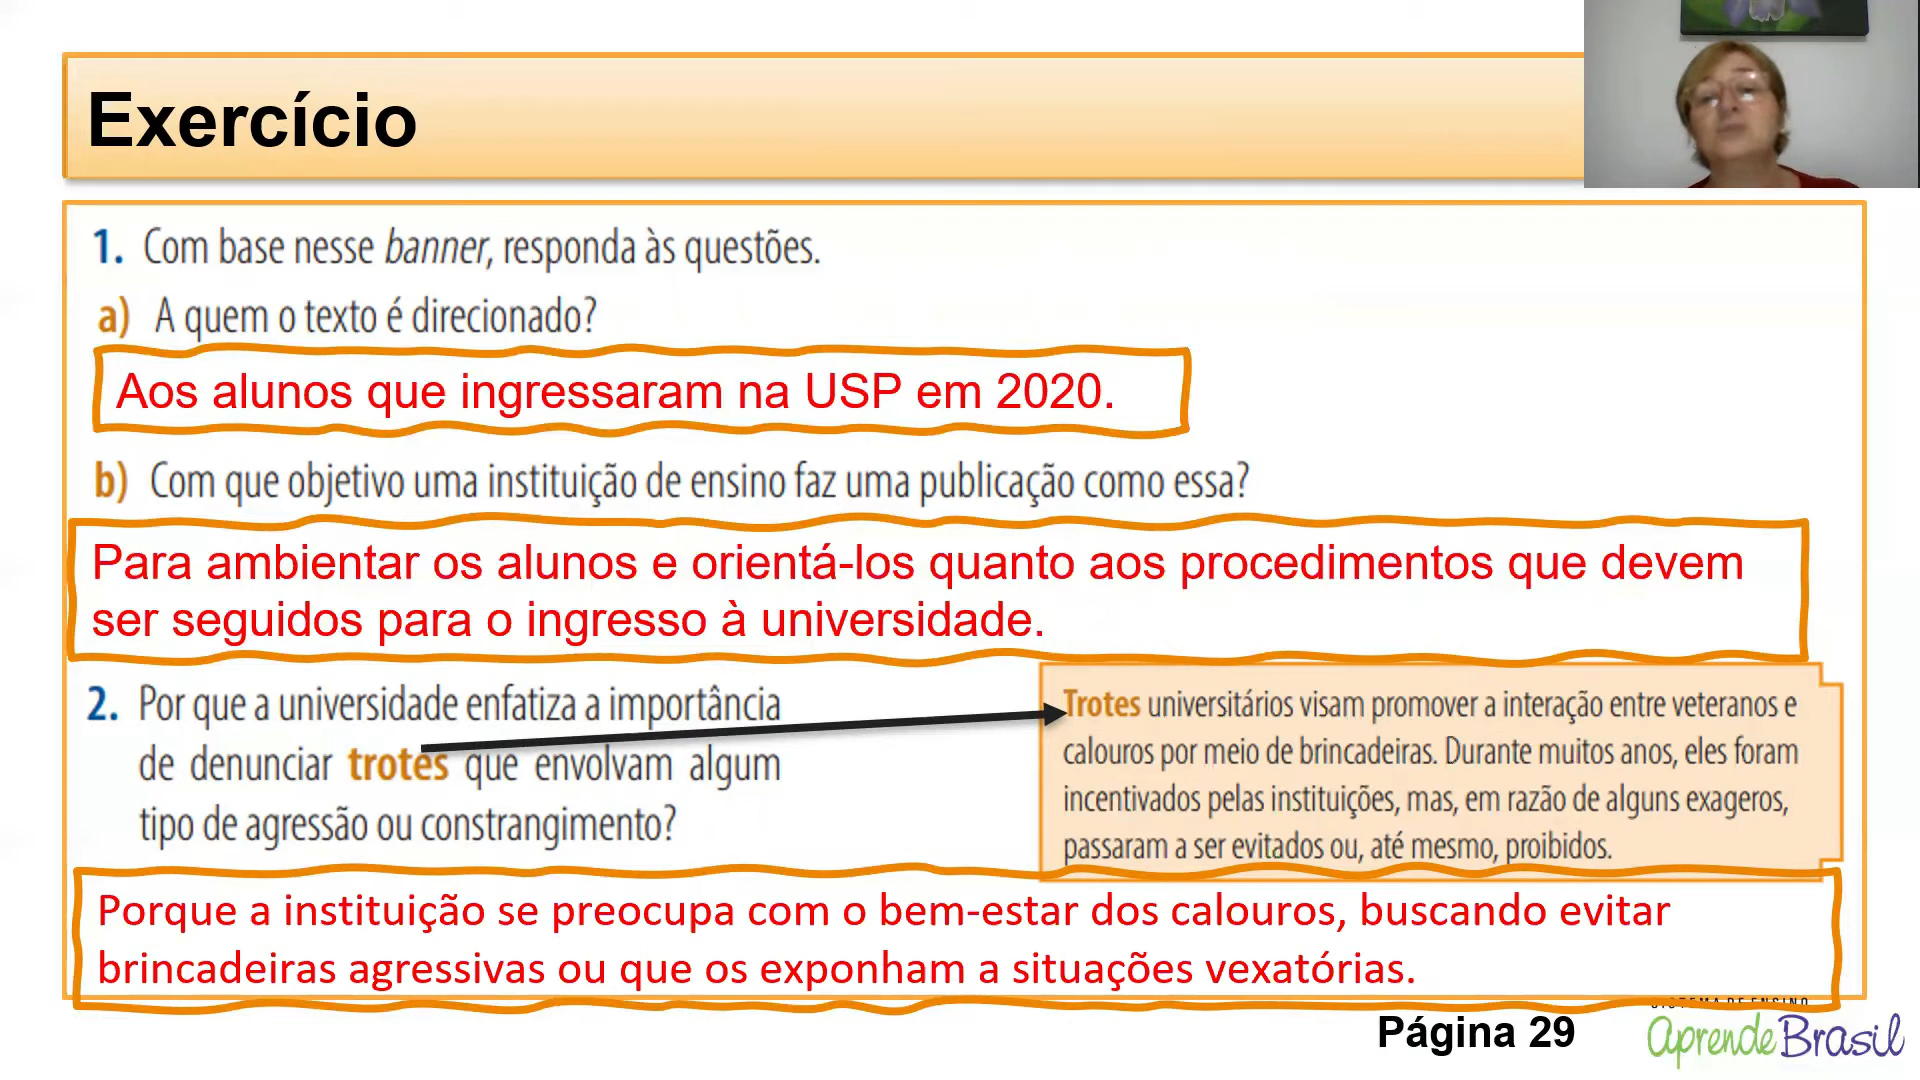 Exercício
1. Com base nesse banner, responda às questões.
a) A quem o texto é direcionado?
Aos alunos que ingressaram na USP em 2020.
b) Com que objetivo uma instituição de ensino faz uma publicação como essa?
Para ambientar os alunos e orientá-los quanto aos procedimentos que devem
ser seguidos para o ingresso à universidade.
2. Por que a universidade enfatiza a importância
de denunciar trotes que envolvam algum
tipo de agressão ou constrangimento?
Trotes universitários visam promover a interação entre veteranos e
calouros por meio de brincadeiras. Durante muitos anos, eles foram
incentivados pelas instituições, mas, em razão de alguns exageros,
passaram a ser evitados ou, até mesmo, proibidos.
Porque a instituição se preocupa com o bem-estar dos calouros, buscando evitar
brincadeiras agressivas ou que os exponham a situações vexatórias.
SISTEMA DE ENSINO
Página 29
aprende Brasil